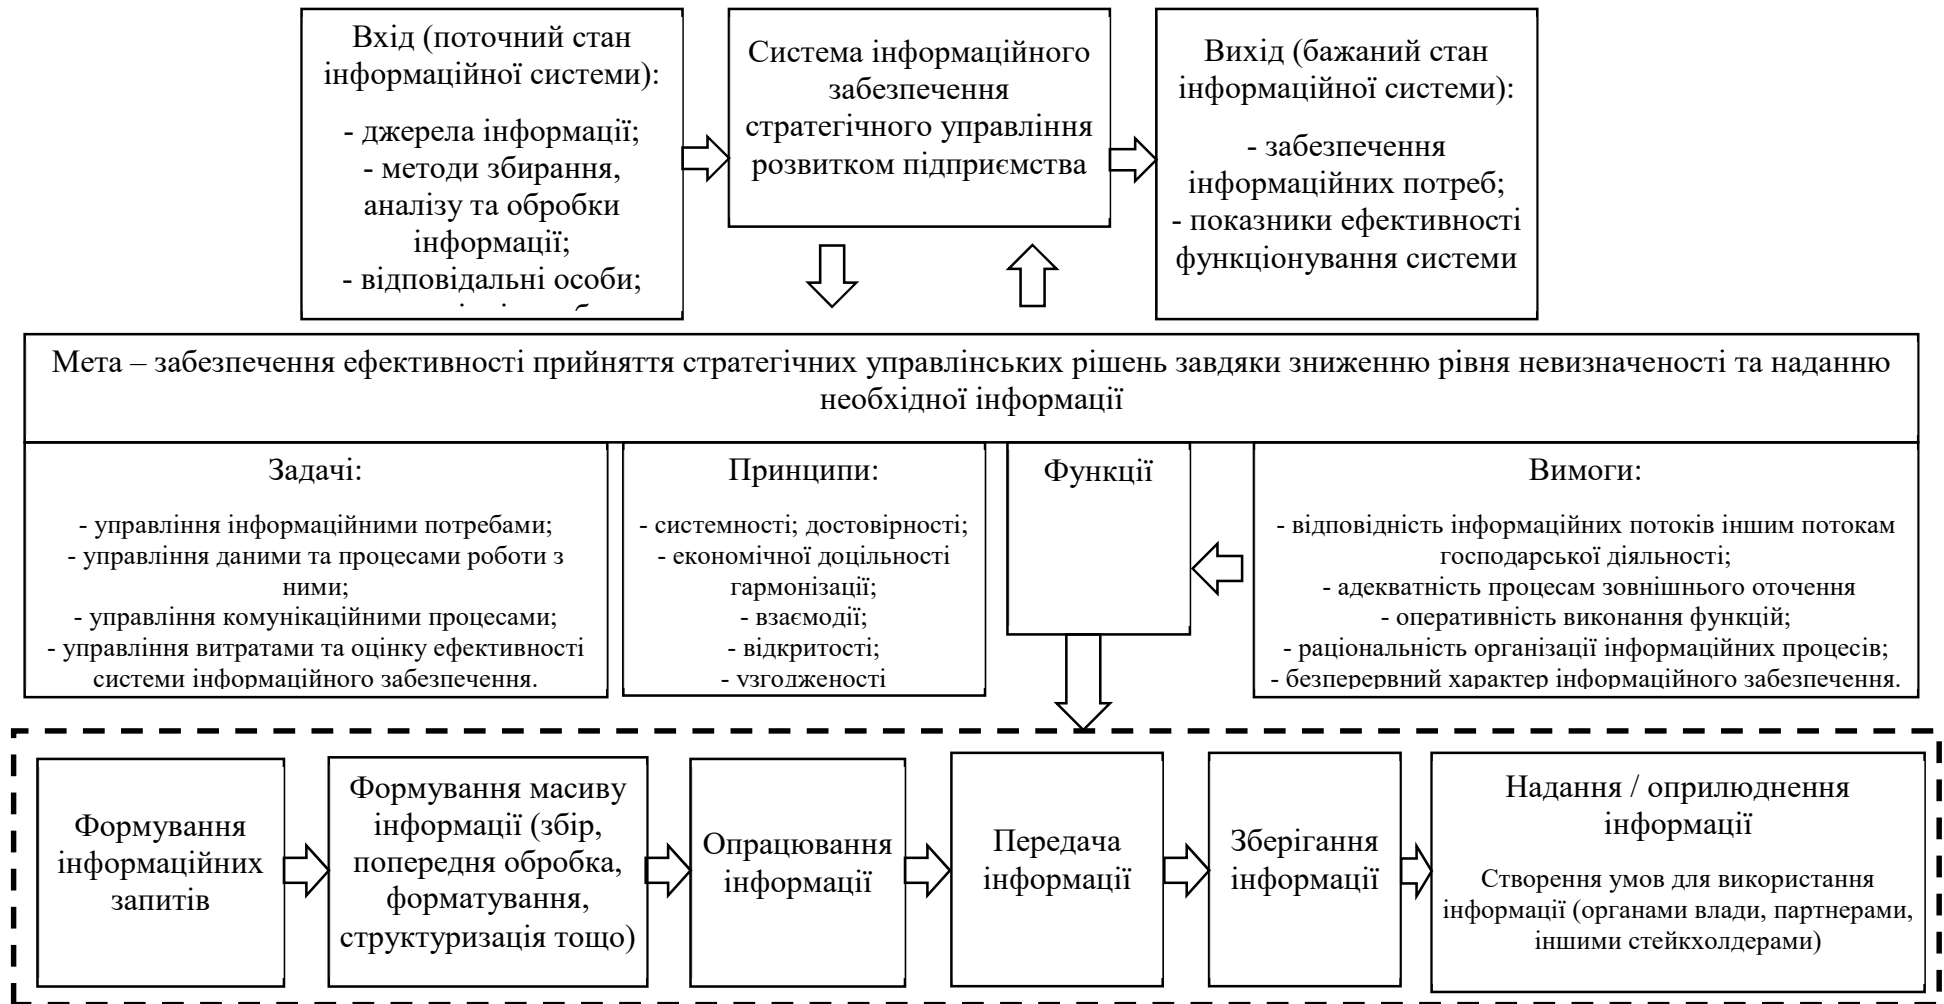 Вхід (поточний стан
інформаційної системи):
- джерела інформації;
- методи збирання,
аналізу та обробки
інформації;
- відповідальні особи;
Система інформаційного
забезпечення
стратегічного управління
розвитком підприємства
Вихід (бажаний стан
інформаційної системи):
- забезпечення
інформаційних потреб;
- показники ефективності
функціонування системи
Мета – забезпечення ефективності прийняття стратегічних управлінських рішень завдяки зниженню рівня невизначеності та наданню
необхідної інформації
Задачі:
- управління інформаційними потребами;
- управління даними та процесами роботи з
ними;
- управління комунікаційними процесами;
- управління витратами та оцінку ефективності
системи інформаційного забезпечення.
Принципи:
- системності; достовірності;
- економічної доцільності
гармонізації;
- взаємодії;
- відкритості;
- узгодженості
Функції
Вимоги:
- відповідність інформаційних потоків іншим потокам
господарської діяльності;
- адекватність процесам зовнішнього оточення
- оперативність виконання функцій;
- раціональність організації інформаційних процесів;
- безперервний характер інформаційного забезпечення.
Формування
інформаційних
запитів
Формування масиву
інформації (збір,
попередня обробка,
форматування,
структуризація тощо)
Опрацювання
інформації
Передача
інформації
Зберігання
інформації
Надання / оприлюднення
інформації
Створення умов для використання
інформації (органами влади, партнерами,
іншими стейкхолдерами)